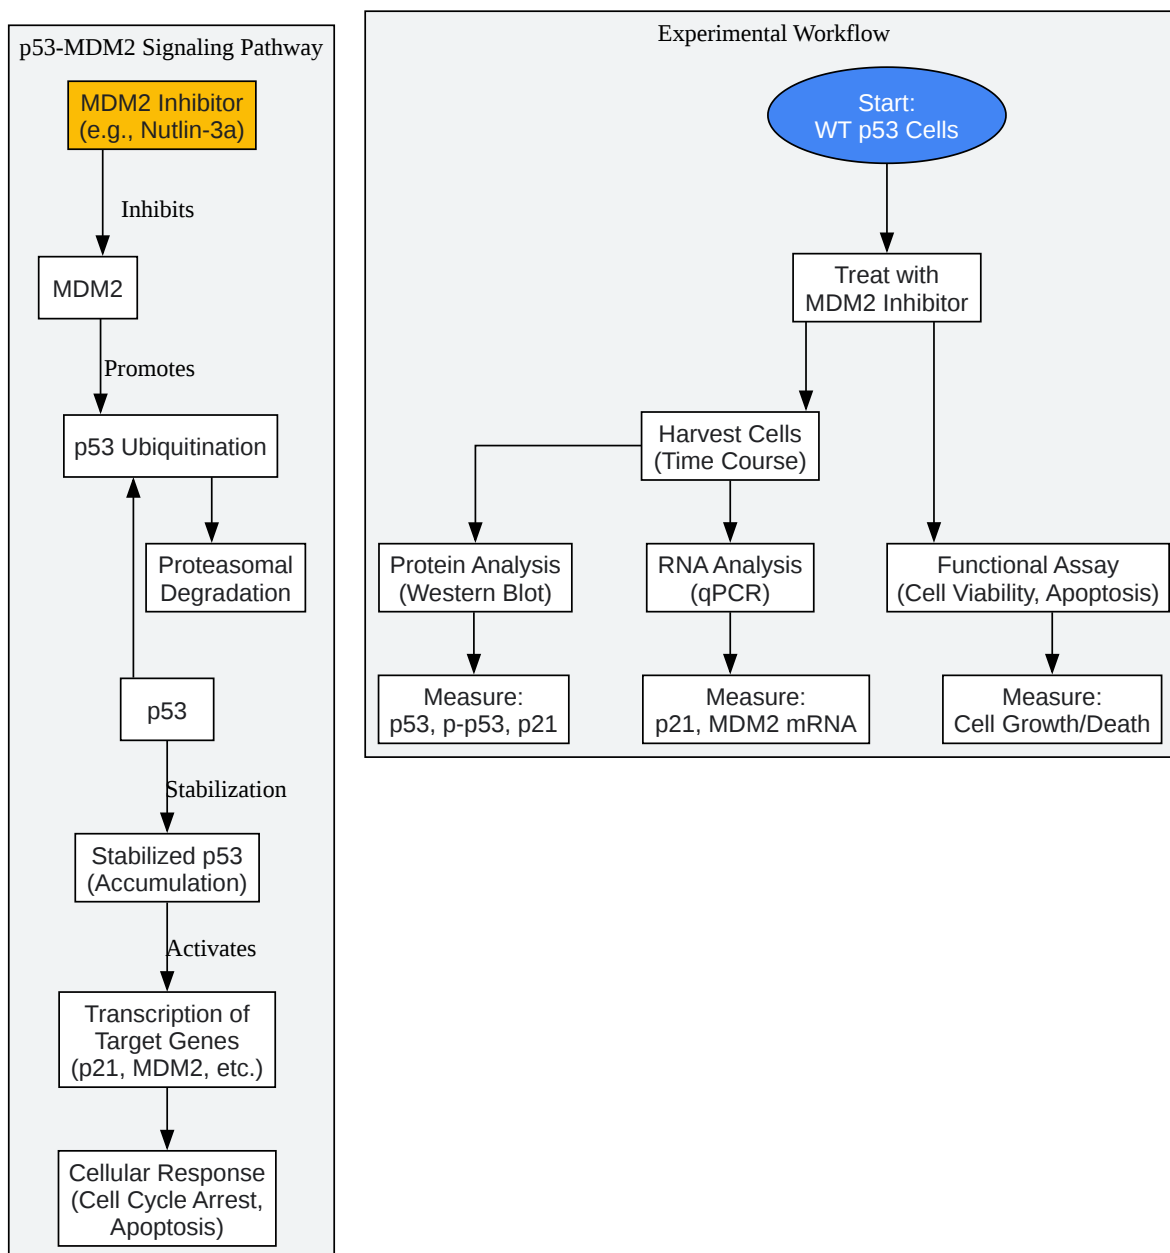 p53-MDM2 Signaling Pathway
MDM2 Inhibitor
(e.g., Nutlin-3a)
Inhibits
MDM2
Promotes
p53 Ubiquitination
Proteasomal
Degradation
p53
Stabilization
Stabilized p53
(Accumulation)
Activates
Transcription of
Target Genes
(p21, MDM2, etc.)
Cellular Response
(Cell Cycle Arrest,
Apoptosis)
Experimental Workflow
Start:
WT p53 Cells
Treat with
MDM2 Inhibitor
Harvest Cells
(Time Course)
Protein Analysis
(Western Blot)
RNA Analysis
(qPCR)
Functional Assay
(Cell Viability, Apoptosis)
Measure:
p53, p-p53, p21
Measure:
p21, MDM2 mRNA
Measure:
Cell Growth/Death